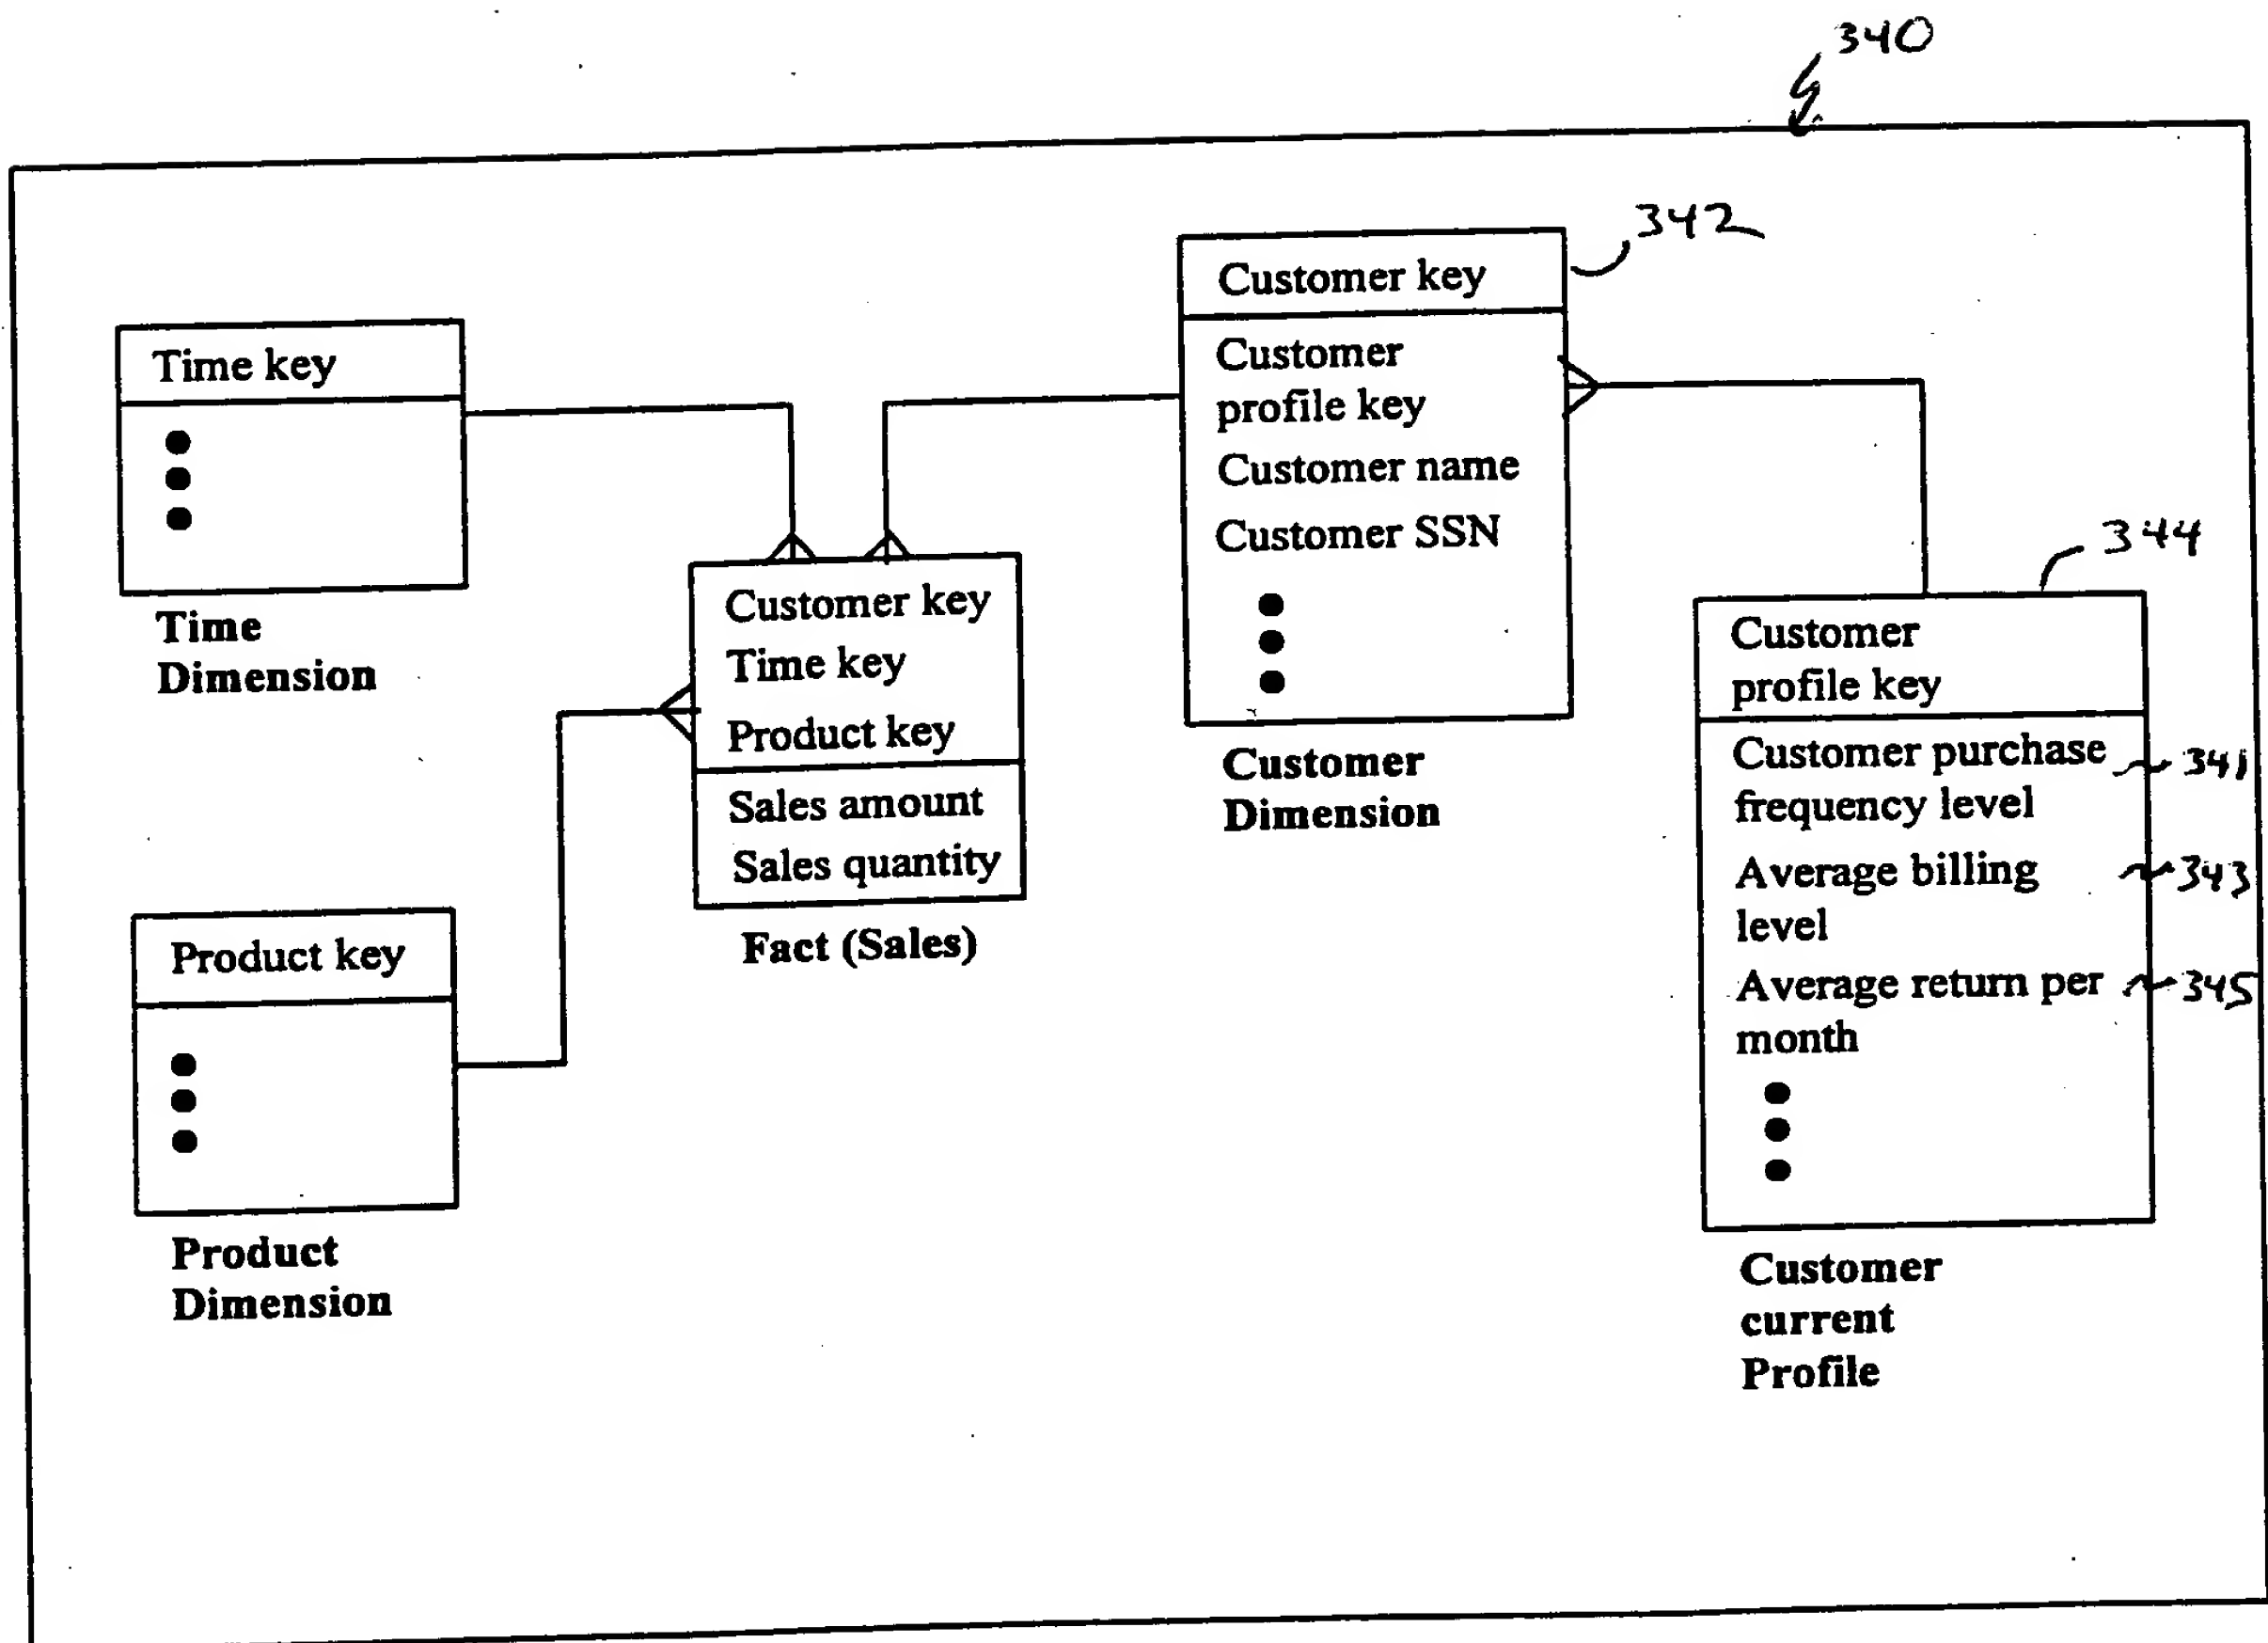 340
342
Customer key
Customer
profile key
Customer name
Customer SSN
Customer
Dimension
Time key
Time
Dimension
Customer key
Time key
Product key
Sales amount
Sales quantity
Fact (Sales)
Product key
Product
Dimension
344
Customer
profile key
Customer purchase 341
frequency level
Average billing 343
level
Average return per 345
month
Customer
current
Profile